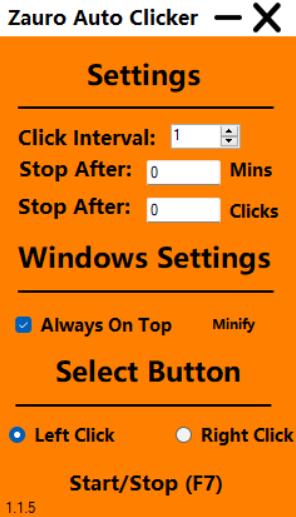 Zauro Auto Clicker
Settings
Click Interval: 1
Stop After: 0 Mins
Stop After: 0 Clicks
Windows Settings
Always On Top Minify
Select Button
Left Click Right Click
Start/Stop (F7)
1.1.5